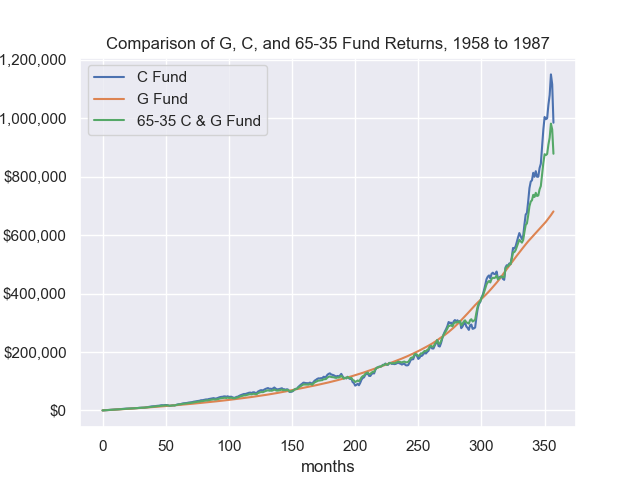 Comparison of G, C, and 65-35 Fund Returns, 1958 to 1987
C Fund
G Fund
65-35 C & G Fund
1,200,000
1,000,000
$800,000
$600,000
$400,000
$200,000
$0
0 50 100 150 200 250 300 350
months